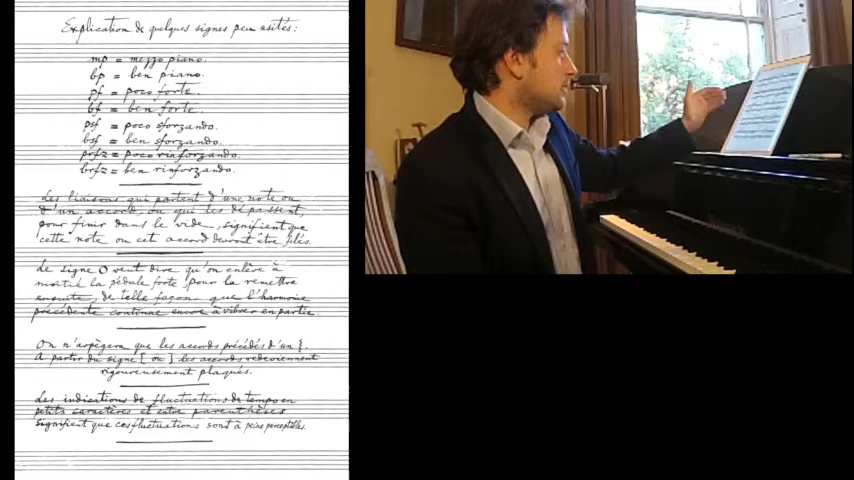 Explication de quelques signes peu usités:
mp = mezzo piano.
bp = ben piano.
pf = poco forte.
bf = ben forte.
psf = poco sforzando.
bsf = ben sforzando.
prfz = poco rinforzando.
brfz = ben rinforzando.
Les liaisons qui partent d'une note ou
d'un accord, ou qui les dépassent,
pour finir dans le vide, signifient que
cette note ou cet accord devront être filés.
Le signe O veut dire qu'on enlève à
moitié la pédale forte, pour la remettre
ensuite, de telle façon que l'harmonie
précédente continue encore à vibrer en partie.
On n'arpègera que les accords précédés d'un
A partir du signe [ ou ] les accords redeviennent
rigoureusement plaqués.
Les indications de fluctuations de tempo en
petits caractères et entre parenthèses
signifient que ces fluctuations sont à peine perceptibles.